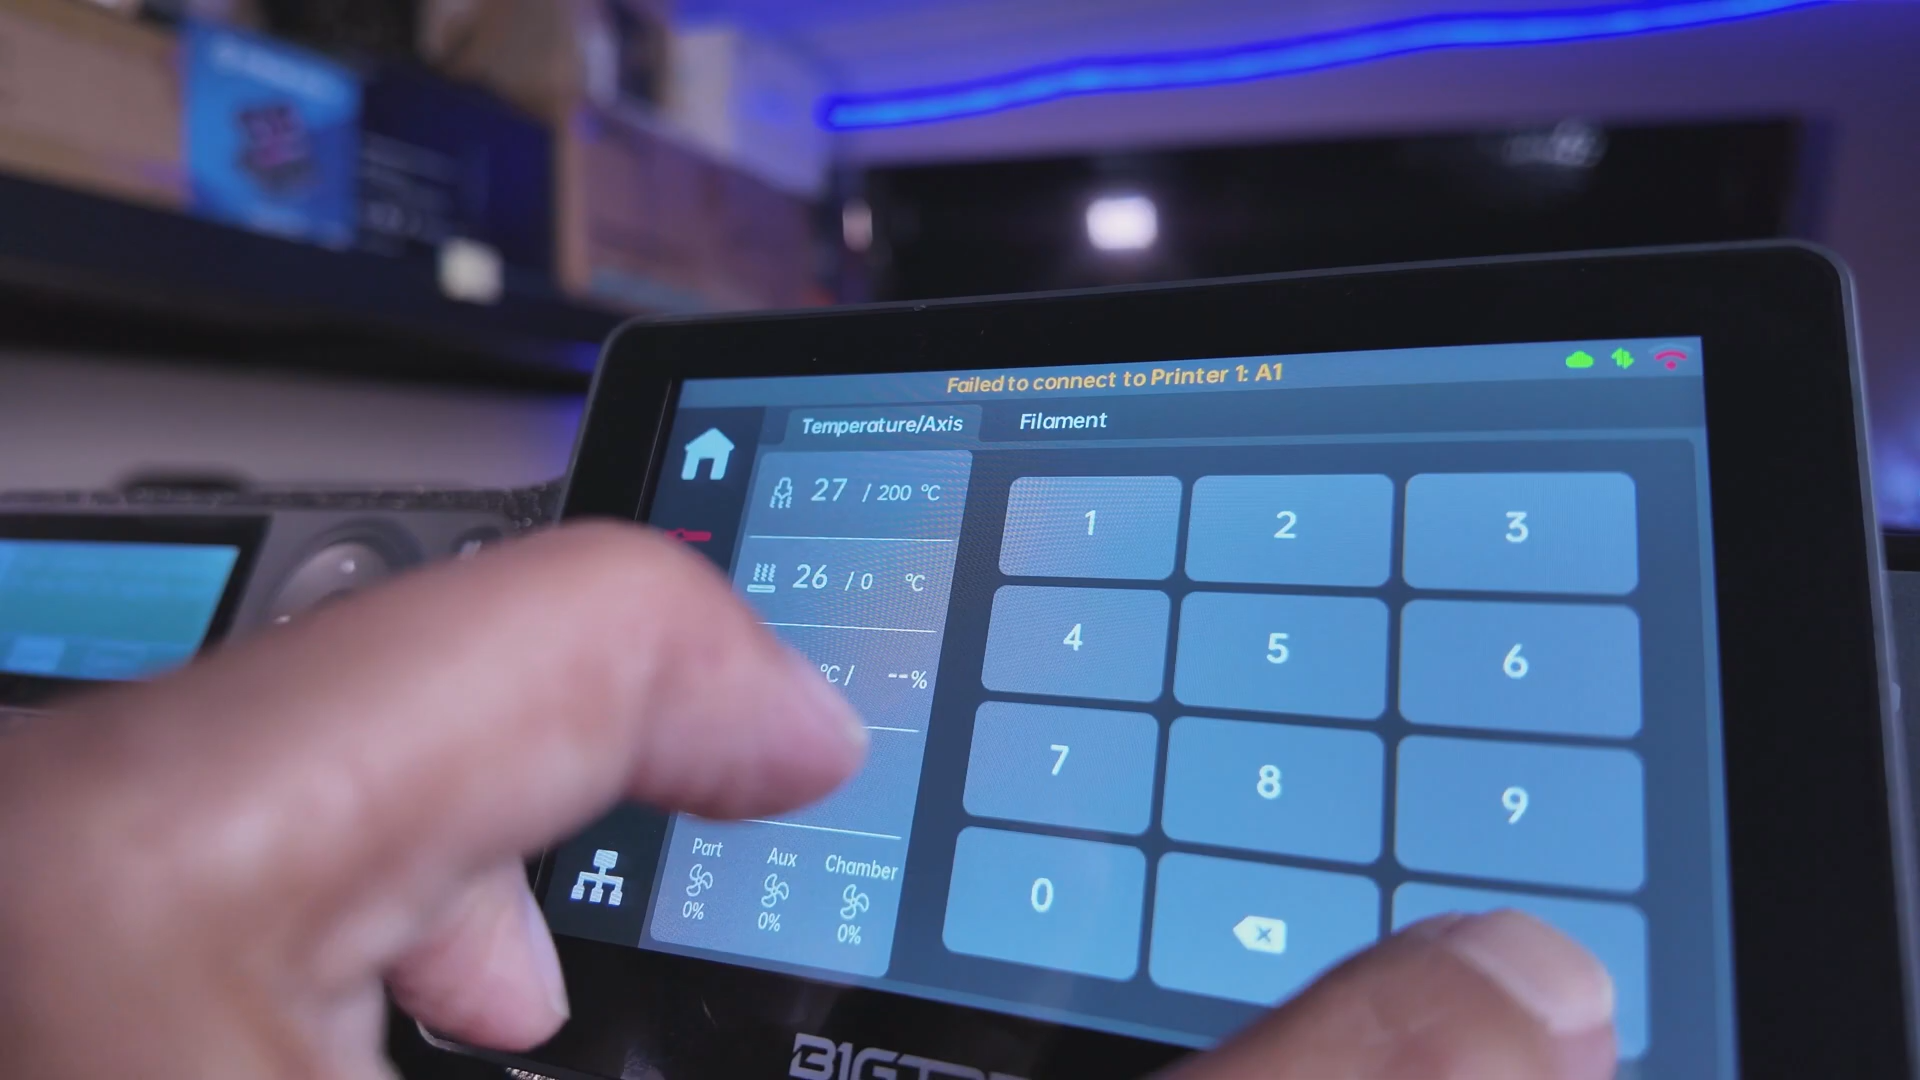 Failed to connect to Printer 1: A1
Temperature/Axis
Filament
27 / 200 °C
26 / 0 °C
°C / --%
Part
Aux
Chamber
0%
0%
0%
1
2
3
4
5
6
7
8
9
0